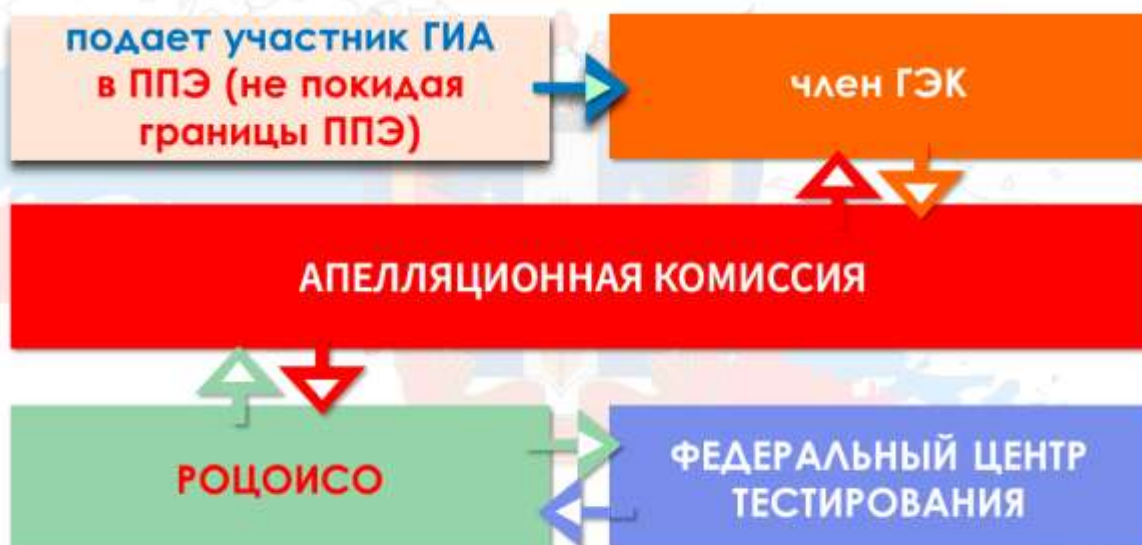 подает участник ГИА
в ППЭ (не покидая
границы ППЭ)
член ГЭК
АПЕЛЛЯЦИОННАЯ КОМИССИЯ
РОЦОИСО
ФЕДЕРАЛЬНЫЙ ЦЕНТР
ТЕСТИРОВАНИЯ